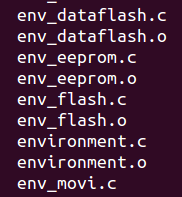 env_dataflash.c
env_dataflash.o
env_eeprom.c
env_eeprom.o
env_flash.c
env_flash.o
environment.c
environment.o
env_movi.c